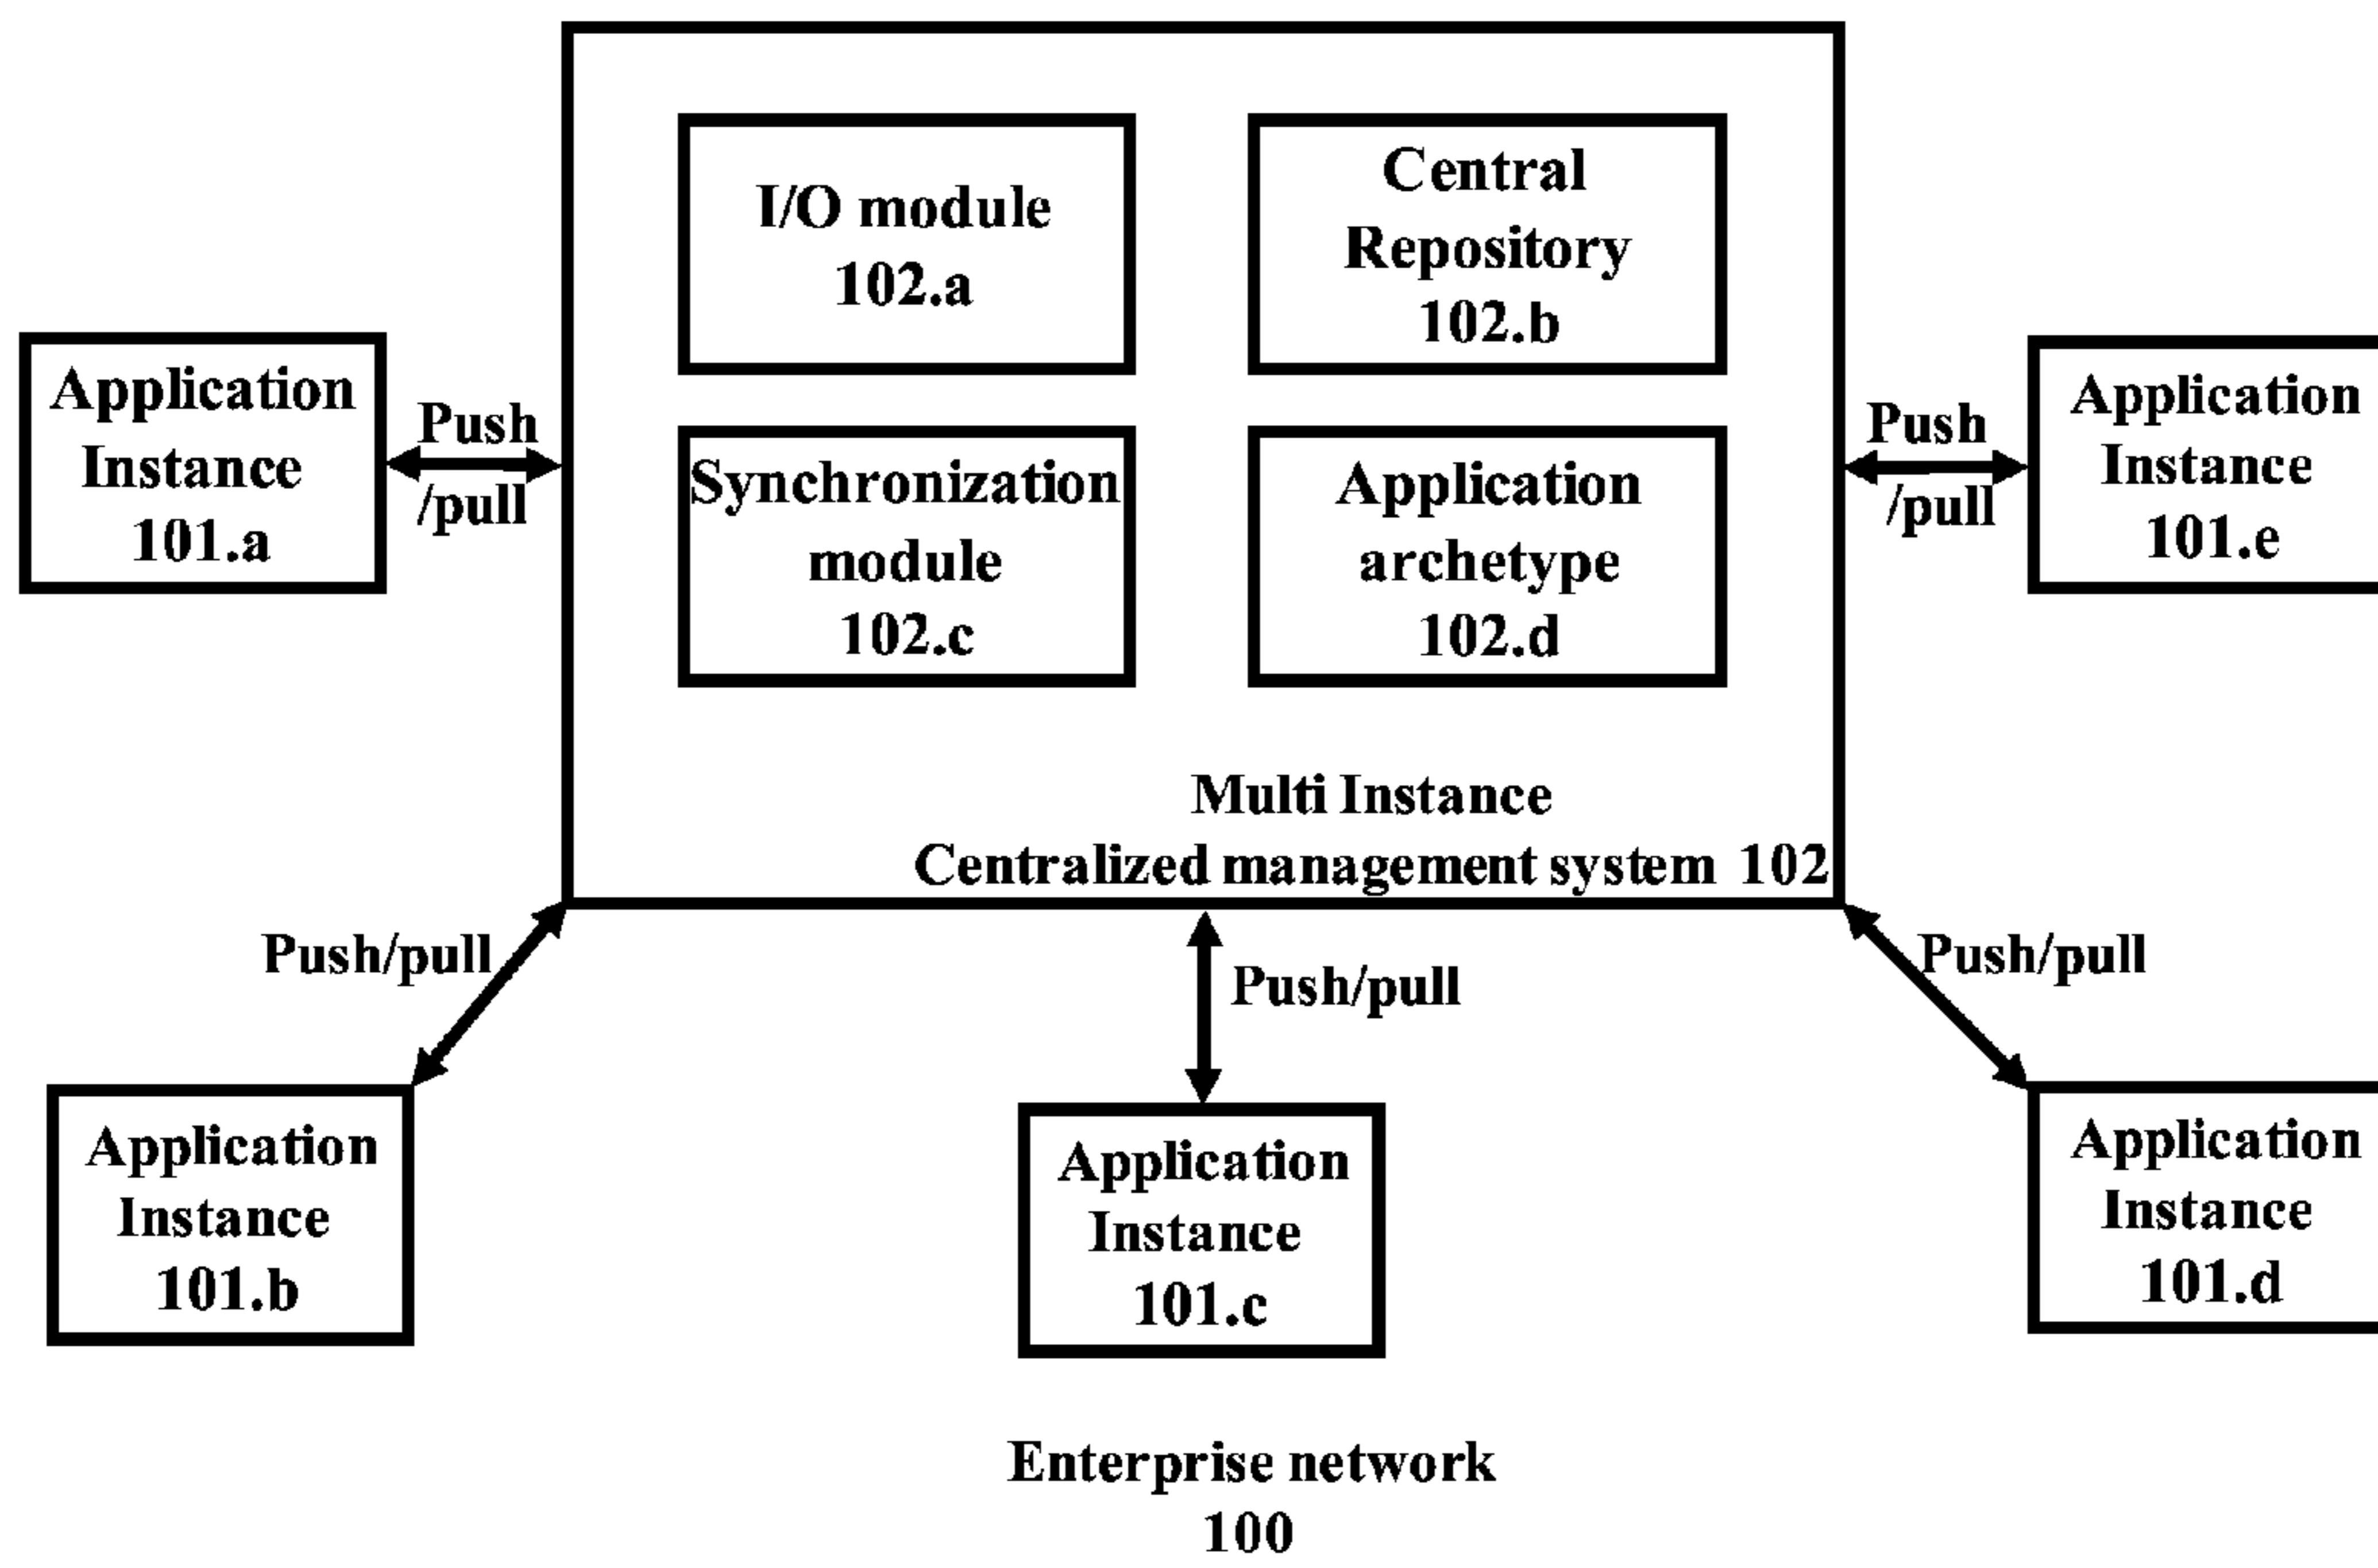 I/O module
102.a
Central
Repository
102.b
Synchronization
module
102.c
Application
archetype
102.d
Multi Instance
Centralized management system 102
Application
Instance
101.a
Push
/pull
Push
/pull
Application
Instance
101.e
Push/pull
Push/pull
Push/pull
Application
Instance
101.b
Application
Instance
101.c
Application
Instance
101.d
Enterprise network
100